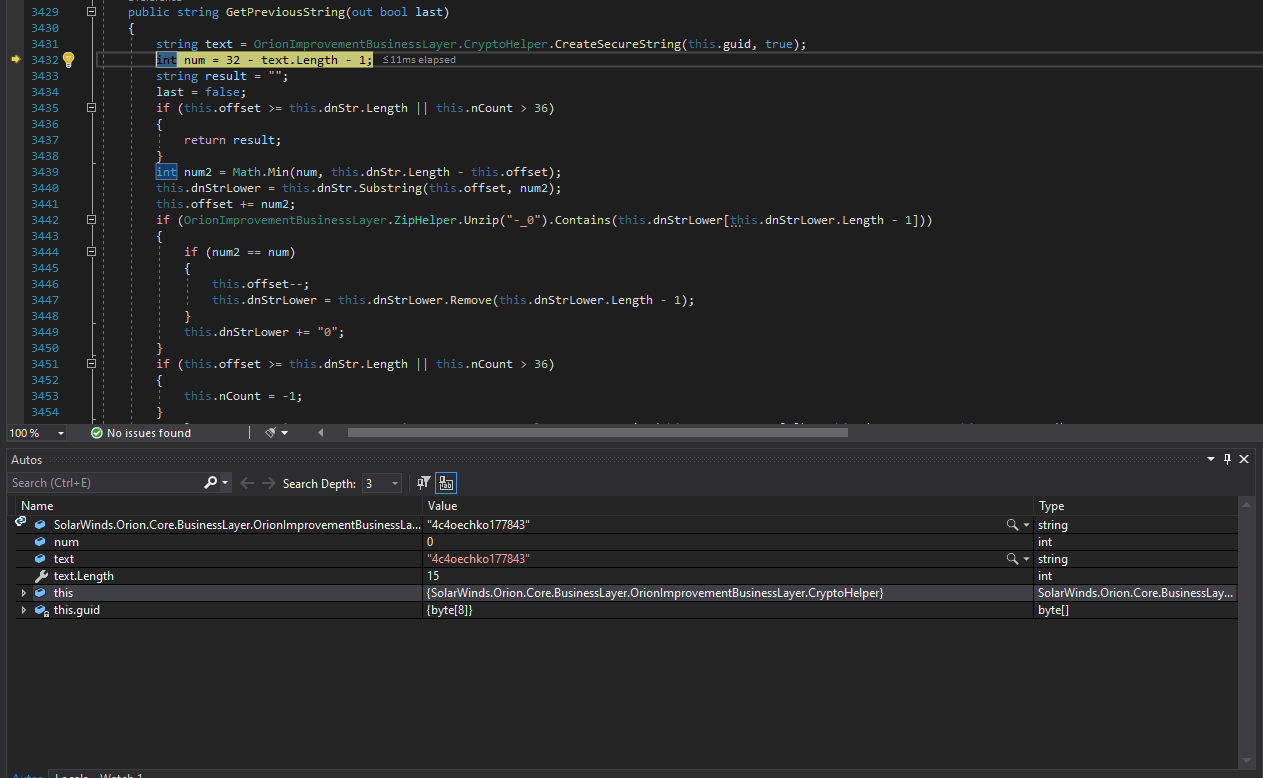 3429 public string GetPreviousString(out bool last)
3430 {
3431 string text = OrionImprovementBusinessLayer.CryptoHelper.CreateSecureString(this.guid, true);
3432 int num = 32 - text.Length - 1; ≤11ms elapsed
3433 string result = "";
3434 last = false;
3435 if (this.offset >= this.dnStr.Length || this.nCount > 36)
3436 {
3437 return result;
3438 }
3439 int num2 = Math.Min(num, this.dnStr.Length - this.offset);
3440 this.dnStrLower = this.dnStr.Substring(this.offset, num2);
3441 this.offset += num2;
3442 if (OrionImprovementBusinessLayer.ZipHelper.Unzip("-_0").Contains(this.dnStrLower[this.dnStrLower.Length - 1]))
3443 {
3444 if (num2 == num)
3445 {
3446 this.offset--;
3447 this.dnStrLower = this.dnStrLower.Remove(this.dnStrLower.Length - 1);
3448 }
3449 this.dnStrLower += "0";
3450 }
3451 if (this.offset >= this.dnStr.Length || this.nCount > 36)
3452 {
3453 this.nCount = -1;
3454 }
100 % No issues found
Autos
Search (Ctrl+E) Search Depth: 3
Name Value Type
SolarWinds.Orion.Core.BusinessLayer.OrionImprovementBusinessLa... "4c4oechko177843" string
num 0 int
text "4c4oechko177843" string
text.Length 15 int
this {SolarWinds.Orion.Core.BusinessLayer.OrionImprovementBusinessLayer.CryptoHelper} SolarWinds.Orion.Core.BusinessLay...
this.guid {byte[8]} byte[]
Autos Locals Watch 1